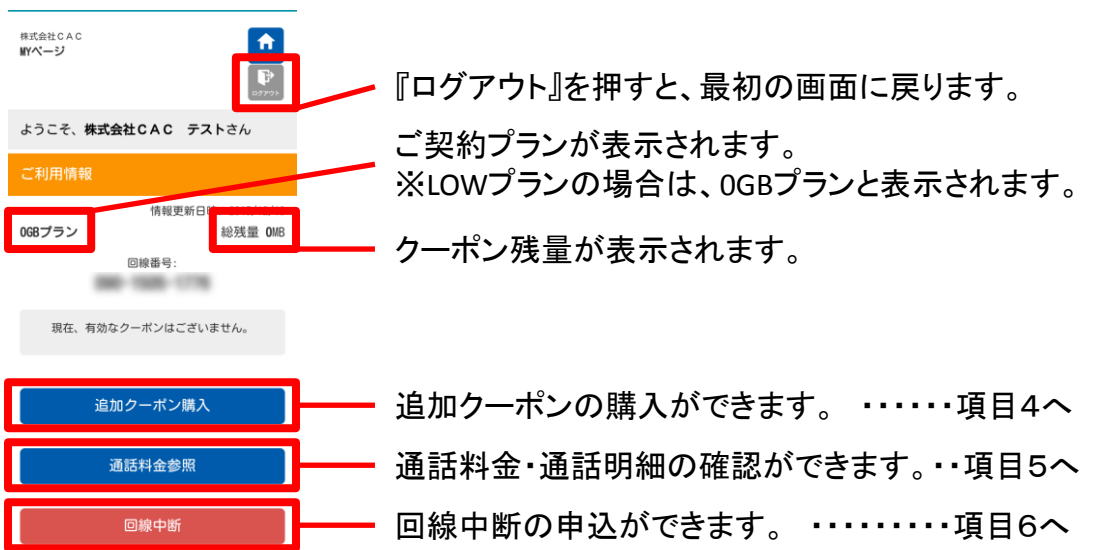 株式会社ＣＡＣ
MYページ
ログアウト
『ログアウト』を押すと、最初の画面に戻ります。
ようこそ、株式会社ＣＡＣ　テストさん
ご契約プランが表示されます。
※LOWプランの場合は、0GBプランと表示されます。
ご利用情報
情報更新日時
0GBプラン
総残量 0MB
クーポン残量が表示されます。
回線番号:
現在、有効なクーポンはございません。
追加クーポン購入
追加クーポンの購入ができます。　・・・・・・項目４へ
通話料金参照
通話料金・通話明細の確認ができます。・・項目５へ
回線中断
回線中断の申込ができます。　・・・・・・・・・項目６へ